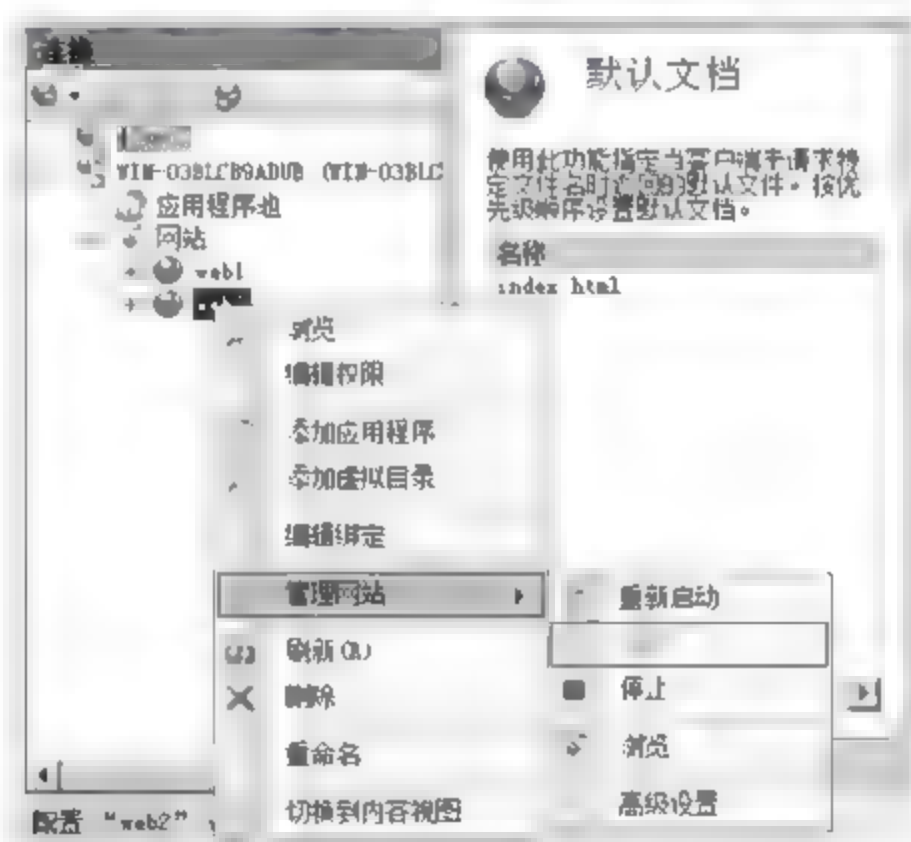 连接
WIN-03BLCB9ADUB (WIN-03BLC
应用程序池
网站
web1
默认文档
使用此功能指定当客户端未请求特
定文件名时返回的默认文件。按优
先级顺序设置默认文档。
名称
index html
浏览
编辑权限
添加应用程序
添加虚拟目录
编辑绑定
管理网站
刷新(R)
删除
重命名
切换到内容视图
重新启动
停止
浏览
高级设置
配置 "web2"